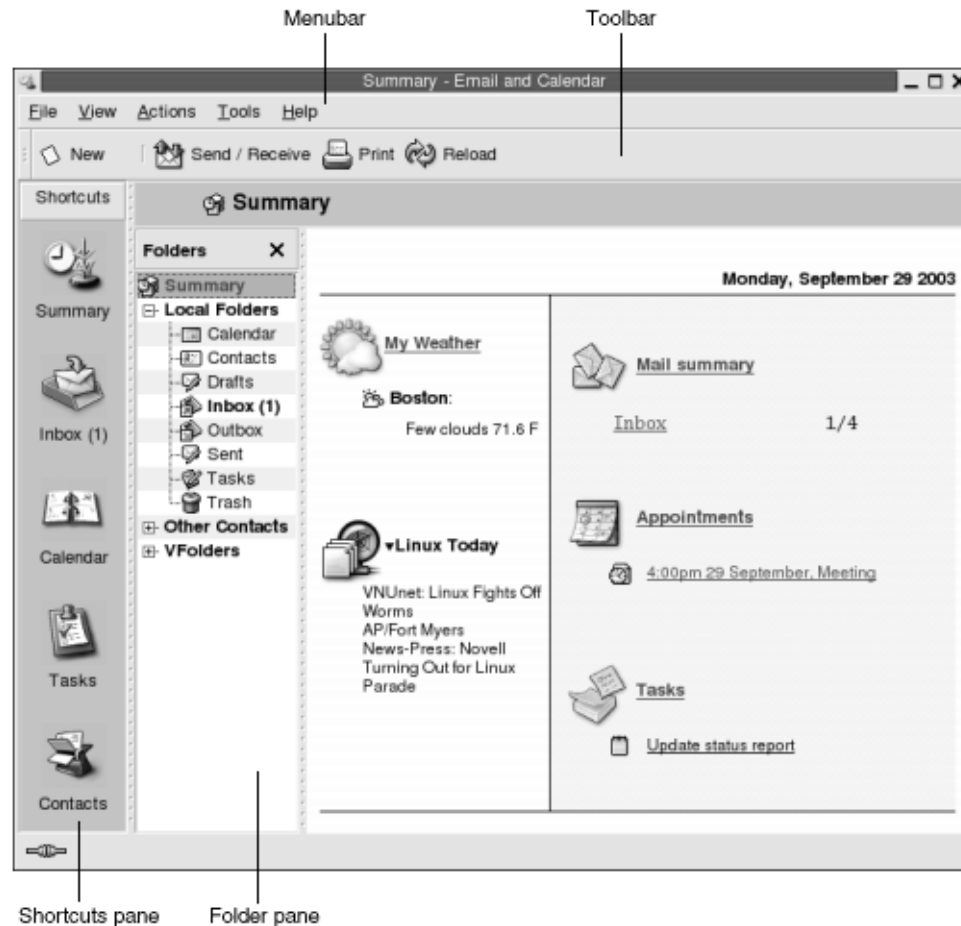 Menubar
Toolbar
Summary - Email and Calendar
File View Actions Tools Help
New Send / Receive Print Reload
Shortcuts
Summary
Inbox (1)
Calendar
Tasks
Contacts
Summary
Folders
Summary
Local Folders
Calendar
Contacts
Drafts
Inbox (1)
Outbox
Sent
Tasks
Trash
Other Contacts
VFolders
Monday, September 29 2003
My Weather
Boston:
Few clouds 71.6 F
Linux Today
VNUnet: Linux Fights Off
Worms
AP/Fort Myers
News-Press: Novell
Turning Out for Linux
Parade
Mail summary
Inbox 1/4
Appointments
4:00pm 29 September, Meeting
Tasks
Update status report
Shortcuts pane
Folder pane